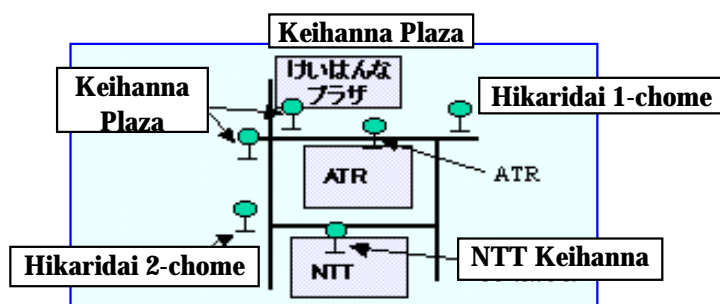 Keihanna Plaza
けいはんな
プラザ
Keihanna
Plaza
Hikaridai 1-chome
ATR
ATR
NTT Keihanna
Hikaridai 2-chome
NTT